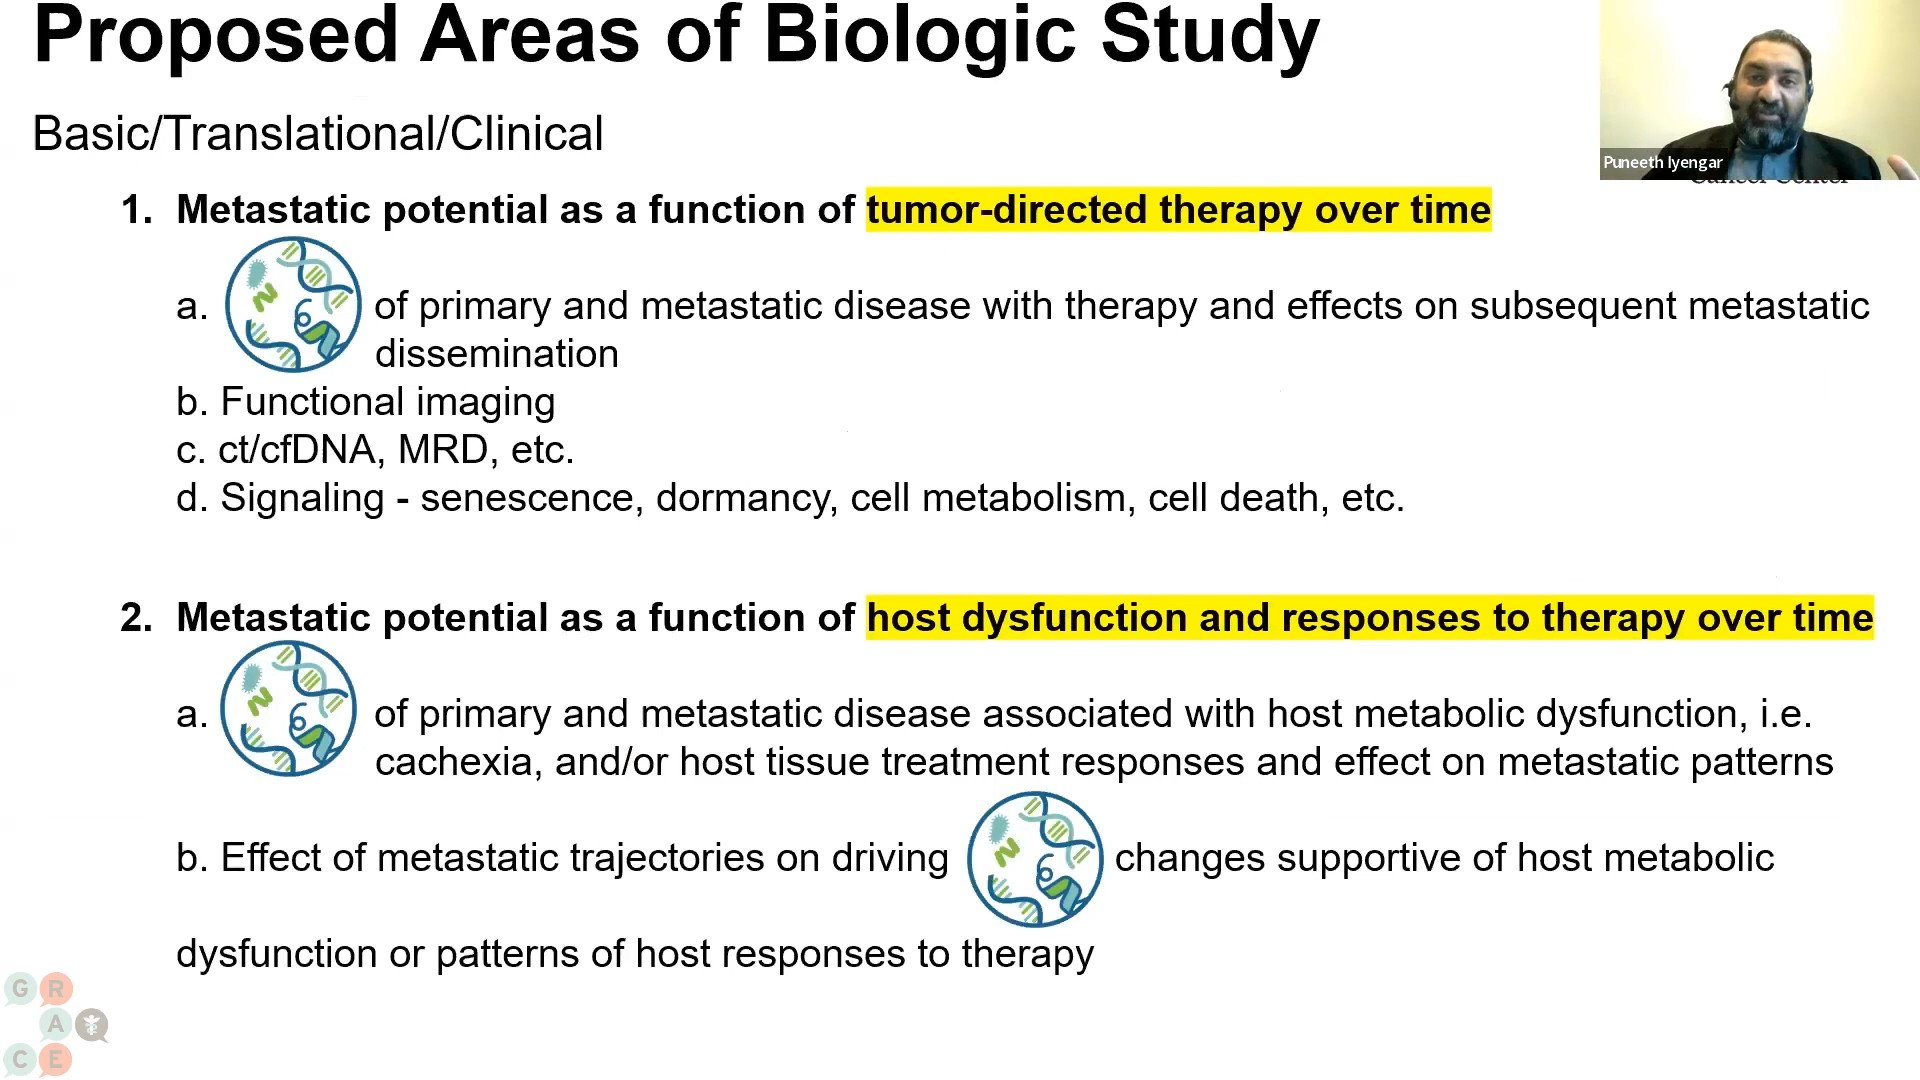 Proposed Areas of Biologic Study
Basic/Translational/Clinical
Puneeth Iyengar
Cancer Center
1. Metastatic potential as a function of tumor-directed therapy over time
a. of primary and metastatic disease with therapy and effects on subsequent metastatic
dissemination
b. Functional imaging
c. ct/cfDNA, MRD, etc.
d. Signaling - senescence, dormancy, cell metabolism, cell death, etc.
2. Metastatic potential as a function of host dysfunction and responses to therapy over time
a. of primary and metastatic disease associated with host metabolic dysfunction, i.e.
cachexia, and/or host tissue treatment responses and effect on metastatic patterns
b. Effect of metastatic trajectories on driving changes supportive of host metabolic
dysfunction or patterns of host responses to therapy
G R
A
C E